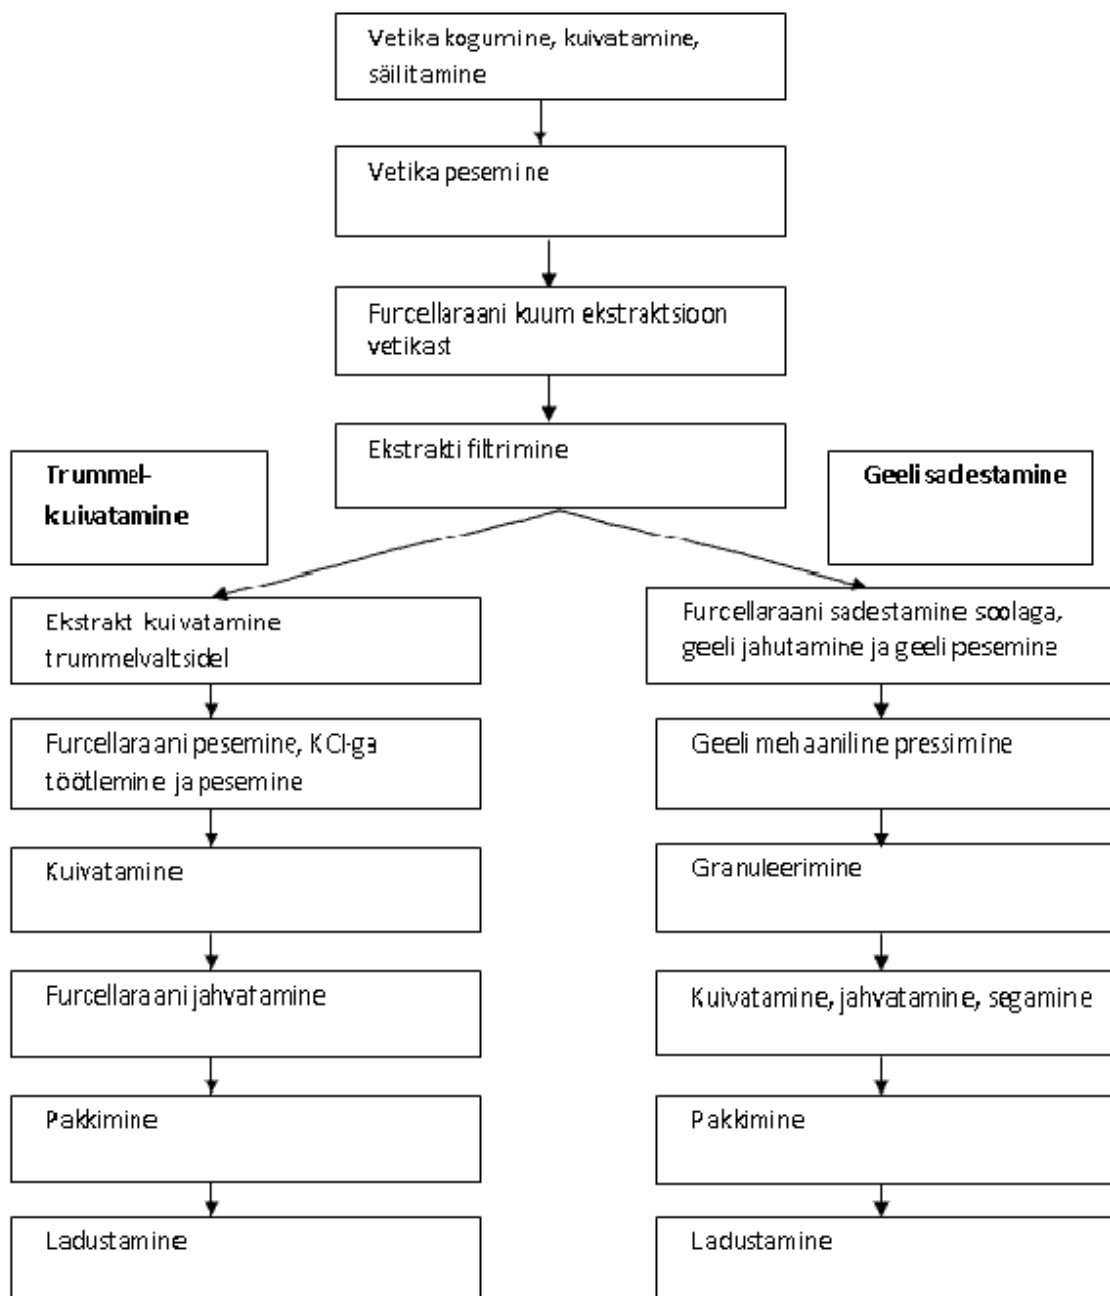 Vetika kogumine, kuivatamine,
säilitamine
Vetika pesemine
Furcellaraani kuum ekstraktsioon
vetikast
Ekstrakti filtrimine
Trummel-
kuivatamine
Geeli sadestamine
Ekstrakt kuivatamine
trummelvaltsidel
Furcellaraani pesemine, KCl-ga
töötlemine ja pesemine
Kuivatamine
Furcellaraani jahvatamine
Pakkimine
Ladustamine
Furcellaraani sadestamine soolaga,
geeli jahutamine ja geeli pesemine
Geeli mehaaniline pressimine
Granuleerimine
Kuivatamine, jahvatamine, segamine
Pakkimine
Ladustamine